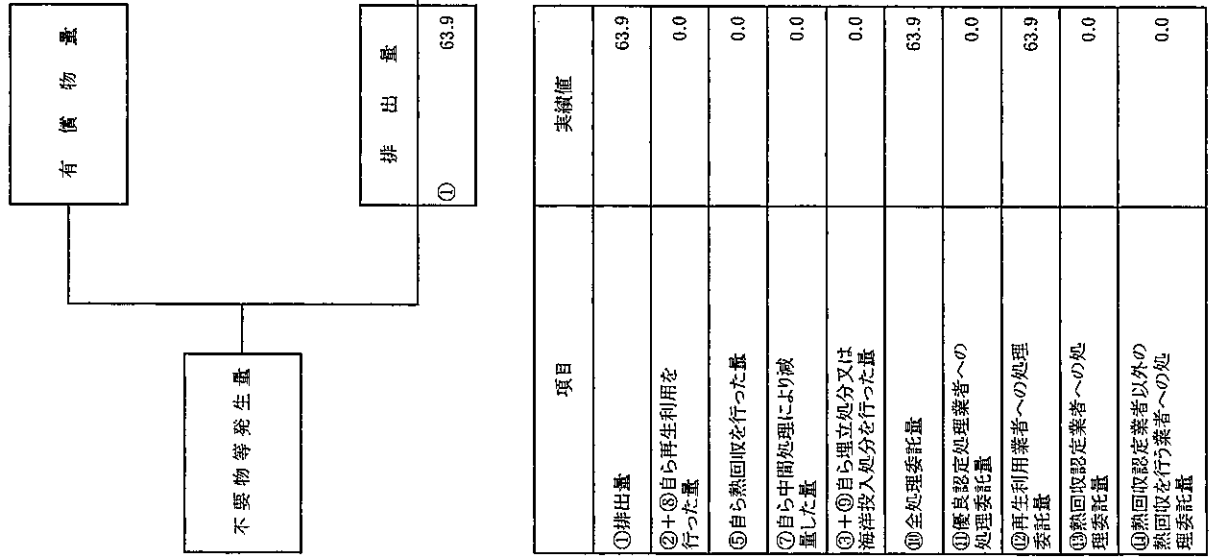 有償物量
不要物等発生量
排出量
① 63.9
項目 実績値
①排出量 63.9
②+⑧自ら再生利用を
行った量 0.0
⑤自ら熱回収を行った量 0.0
⑦自ら中間処理により減
量した量 0.0
③+⑨自ら埋立処分又は
海洋投入処分を行った量 0.0
⑩全処理委託量 63.9
⑪優良認定処理業者への
処理委託量 0.0
⑫再生利用業者への処理
委託量 63.9
⑬熱回収認定業者への処
理委託量 0.0
⑭熱回収認定業者以外の
熱回収を行う業者への処
理委託量 0.0